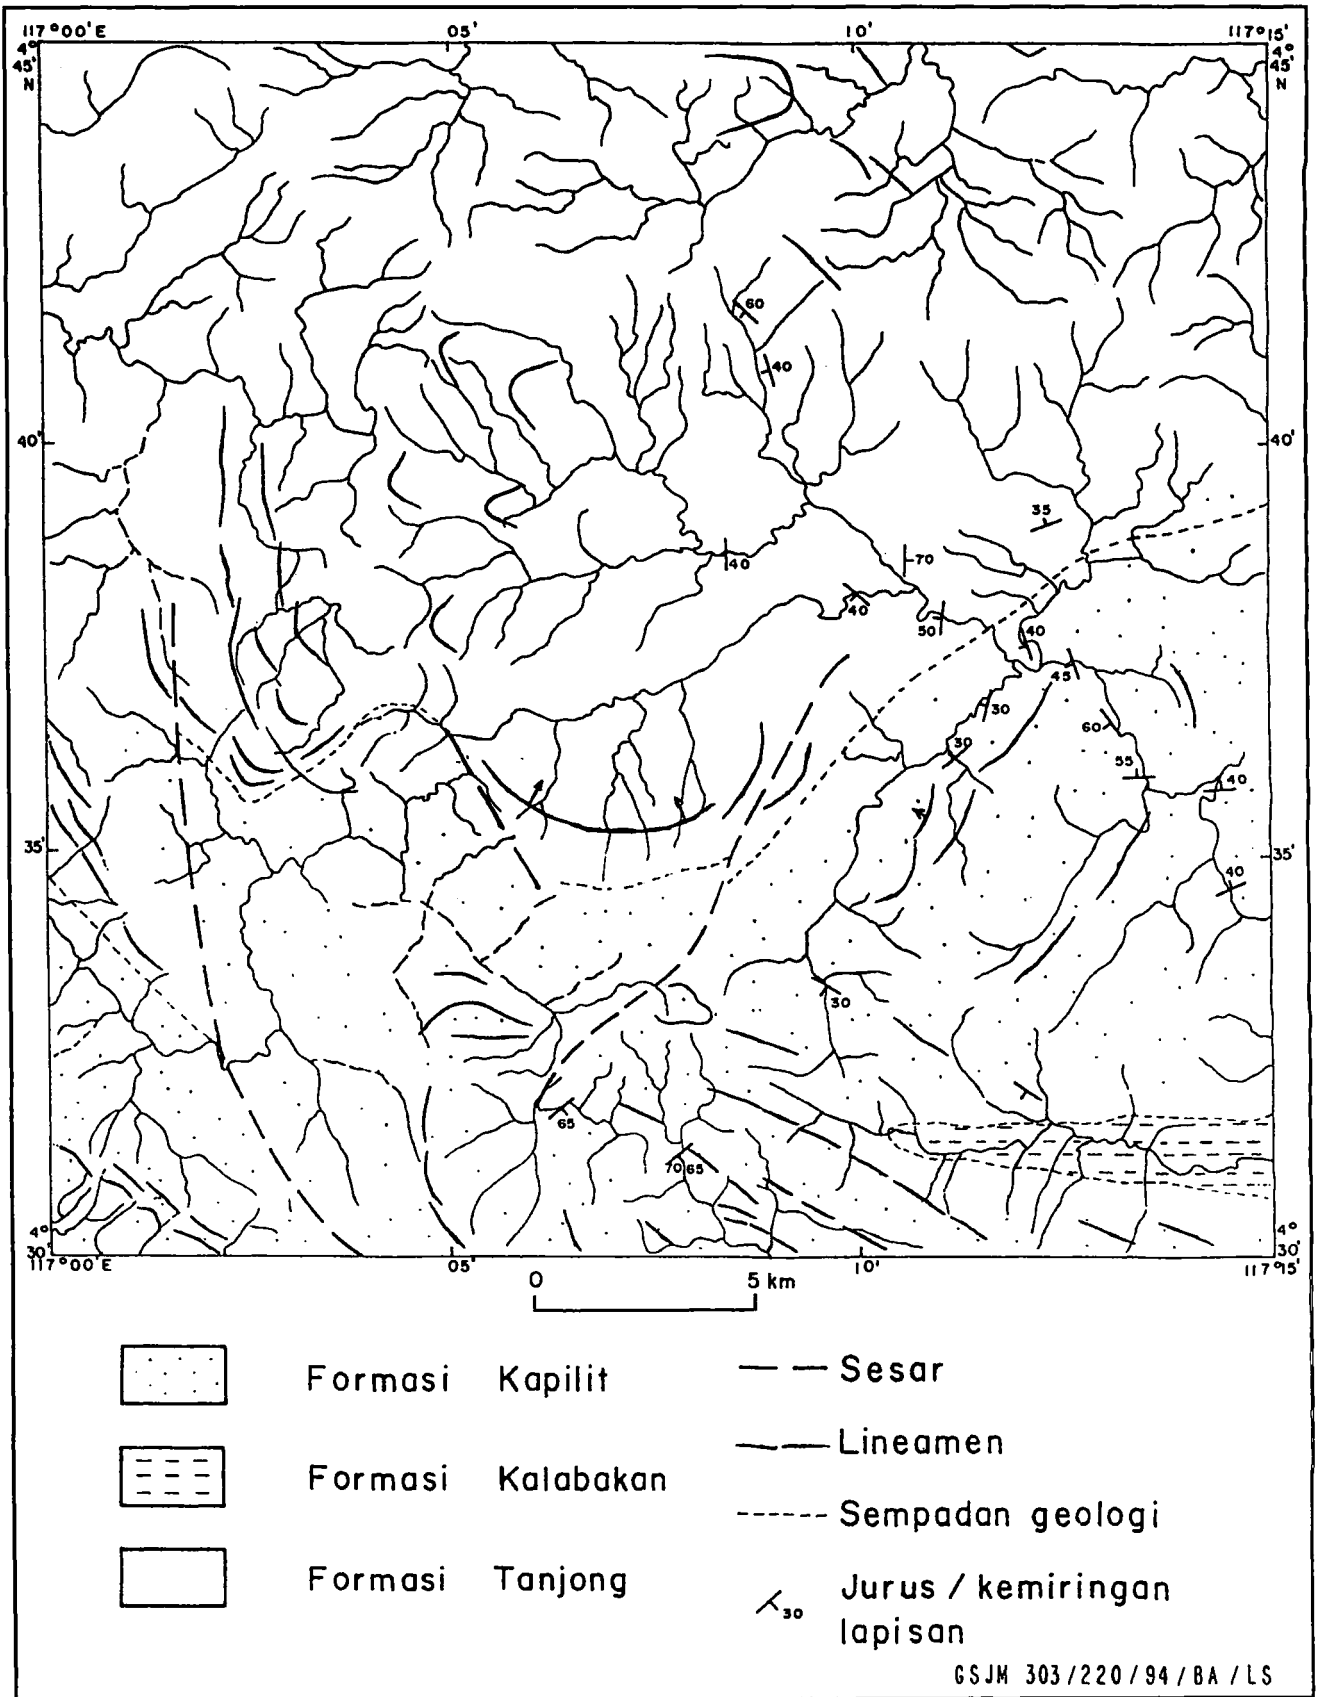 117°00'E 05' 10' 117°15'
4° 45' N
4° 45' N
60
40
40' 40'
35
40
70
40
50
40
45
30
60
30
55
40
35' 35'
40
30
65
70 65
4° 30'
4° 30'
117°00'E 05' 10' 117°15'
0 5 km
Formasi Kapilit
Sesar
Lineamen
Formasi Kalabakan
Sempadan geologi
Formasi Tanjong
30
Jurus / kemiringan
lapisan
GSJM 303/220/94/BA/LS